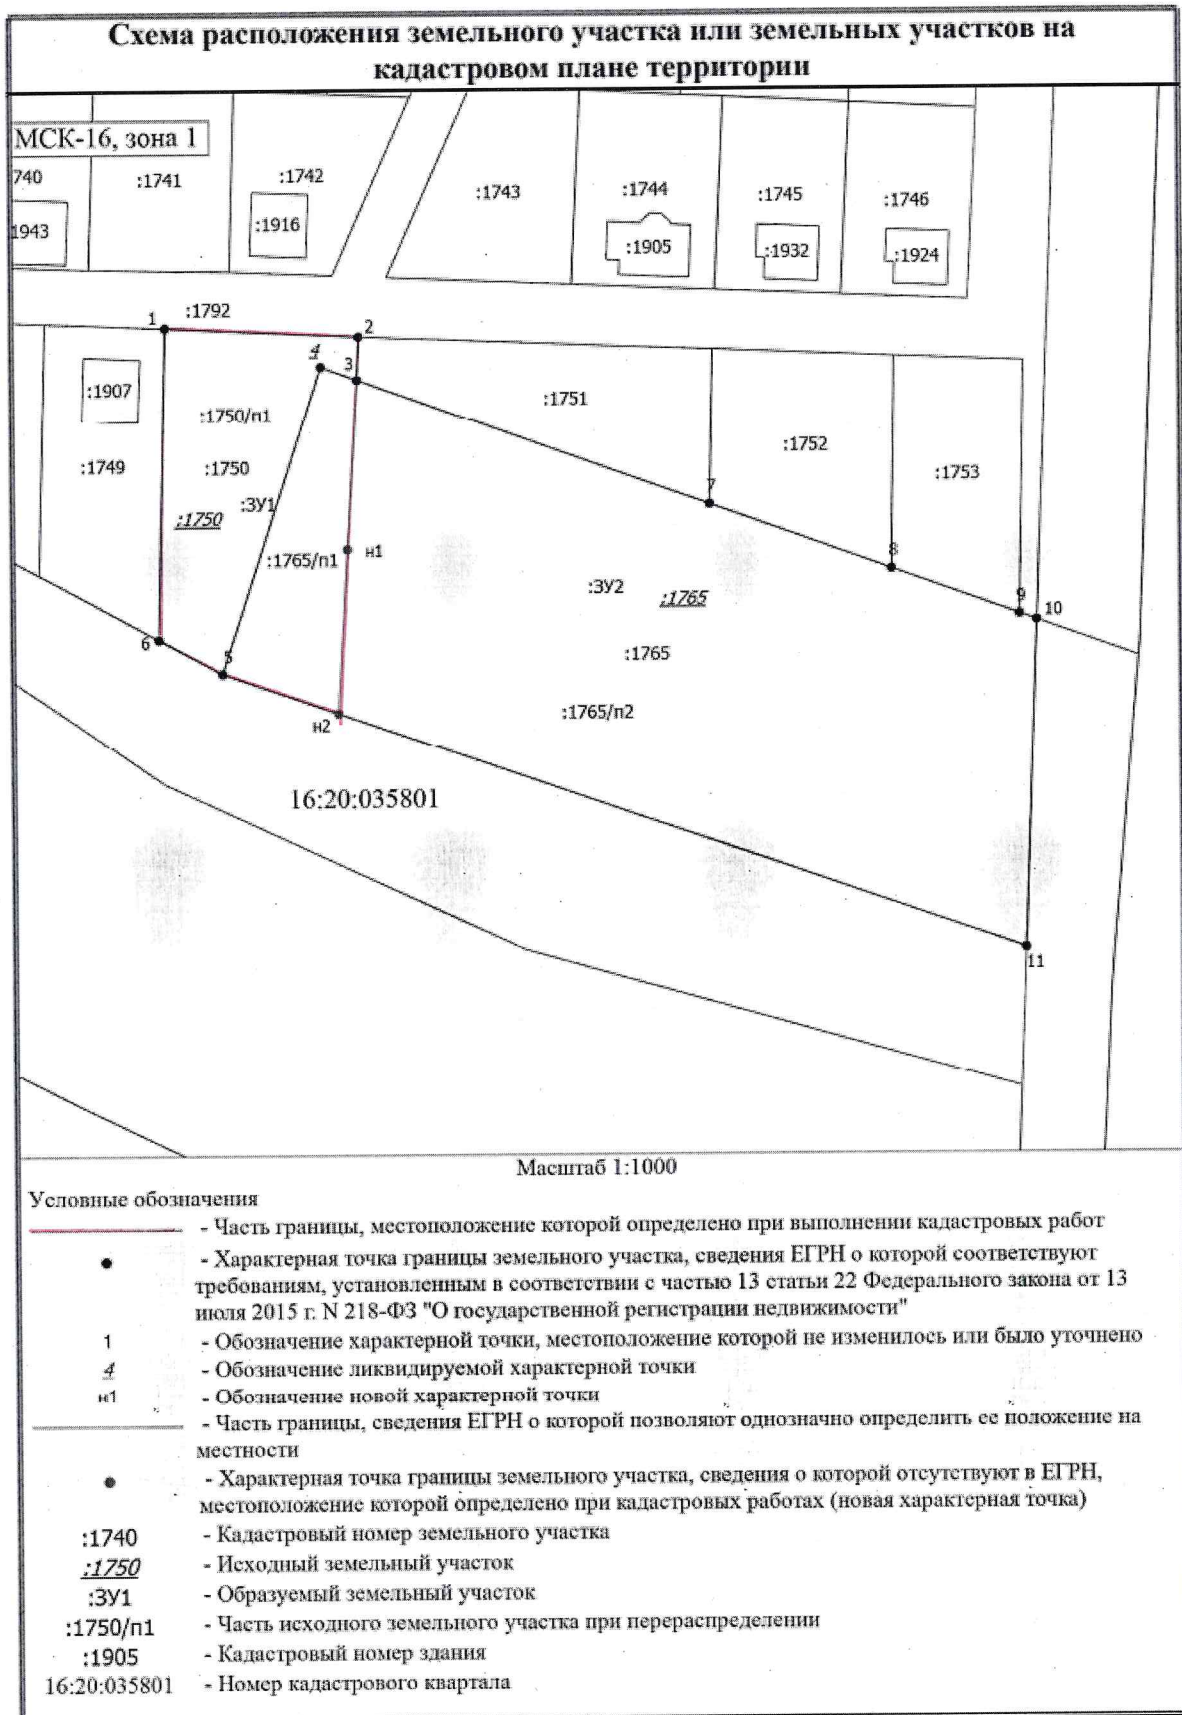 Схема расположения земельного участка или земельных участков на
кадастровом плане территории
МСК-16, зона 1
740
:1741
:1742
:1743
:1744
:1745
:1746
1943
:1916
:1905
:1932
:1924
1
:1792
2
4
3
:1907
:1750/п1
:1751
:1752
:1753
:1749
:1750
:ЗУ1
:1750
7
:1765/п1
н1
8
:ЗУ2
:1765
9
10
6
5
:1765
:1765/п2
н2
16:20:035801
11
Масштаб 1:1000
Условные обозначения
- Часть границы, местоположение которой определено при выполнении кадастровых работ
- Характерная точка границы земельного участка, сведения ЕГРН о которой соответствуют
требованиям, установленным в соответствии с частью 13 статьи 22 Федерального закона от 13
июля 2015 г. N 218-ФЗ "О государственной регистрации недвижимости"
1 - Обозначение характерной точки, местоположение которой не изменилось или было уточнено
4 - Обозначение ликвидируемой характерной точки
н1 - Обозначение новой характерной точки
- Часть границы, сведения ЕГРН о которой позволяют однозначно определить ее положение на
местности
- Характерная точка границы земельного участка, сведения о которой отсутствуют в ЕГРН,
местоположение которой определено при кадастровых работах (новая характерная точка)
:1740 - Кадастровый номер земельного участка
:1750 - Исходный земельный участок
:ЗУ1 - Образуемый земельный участок
:1750/п1 - Часть исходного земельного участка при перераспределении
:1905 - Кадастровый номер здания
16:20:035801 - Номер кадастрового квартала